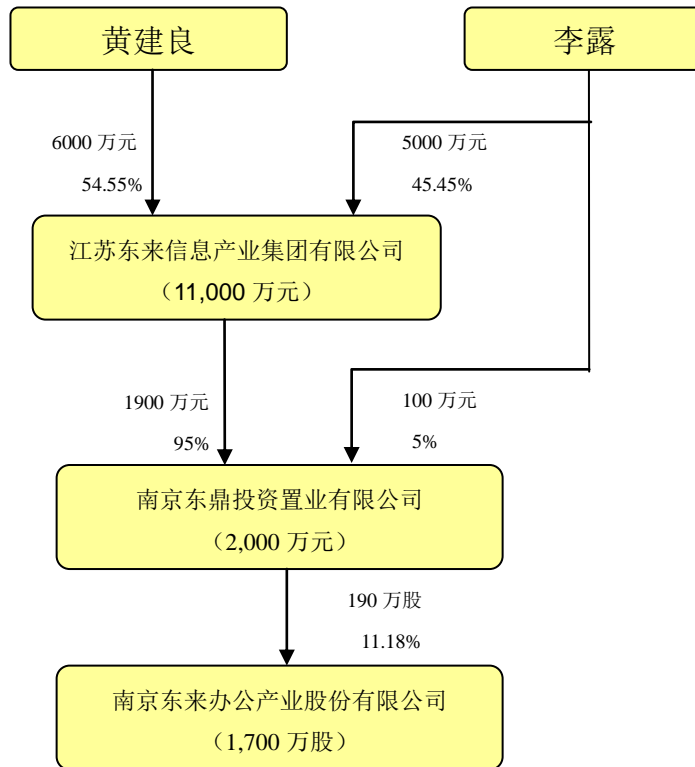 黄建良
李露
6000 万元
54.55%
5000 万元
45.45%
江苏东来信息产业集团有限公司
（11,000 万元）
1900 万元
95%
100 万元
5%
南京东鼎投资置业有限公司
（2,000 万元）
190 万股
11.18%
南京东来办公产业股份有限公司
（1,700 万股）